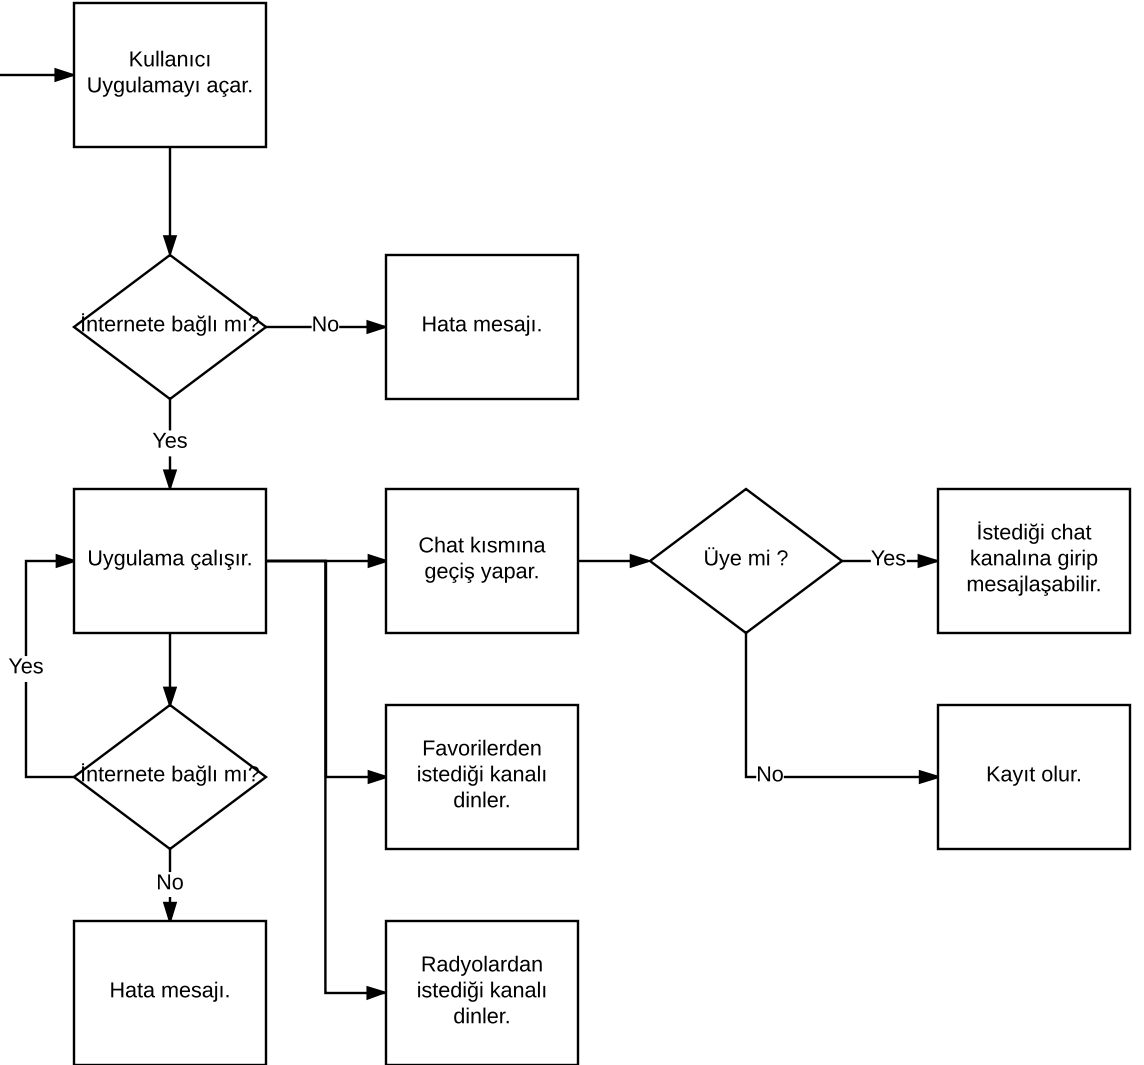 Kullanıcı
Uygulamayı açar.
İnternete bağlı mı?
No
Hata mesajı.
Yes
Uygulama çalışır.
Chat kısmına
geçiş yapar.
Üye mi ?
Yes
İstediği chat
kanalına girip
mesajlaşabilir.
Yes
İnternete bağlı mı?
Favorilerden
istediği kanalı
dinler.
No
Kayıt olur.
No
Hata mesajı.
Radyolardan
istediği kanalı
dinler.